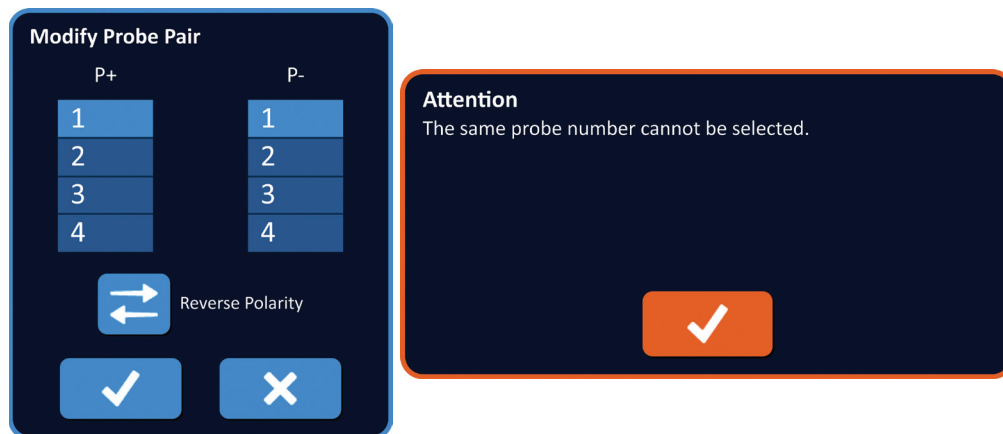 Modify Probe Pair
P+ P-
1 1
2 2
3 3
4 4
Reverse Polarity
Attention
The same probe number cannot be selected.